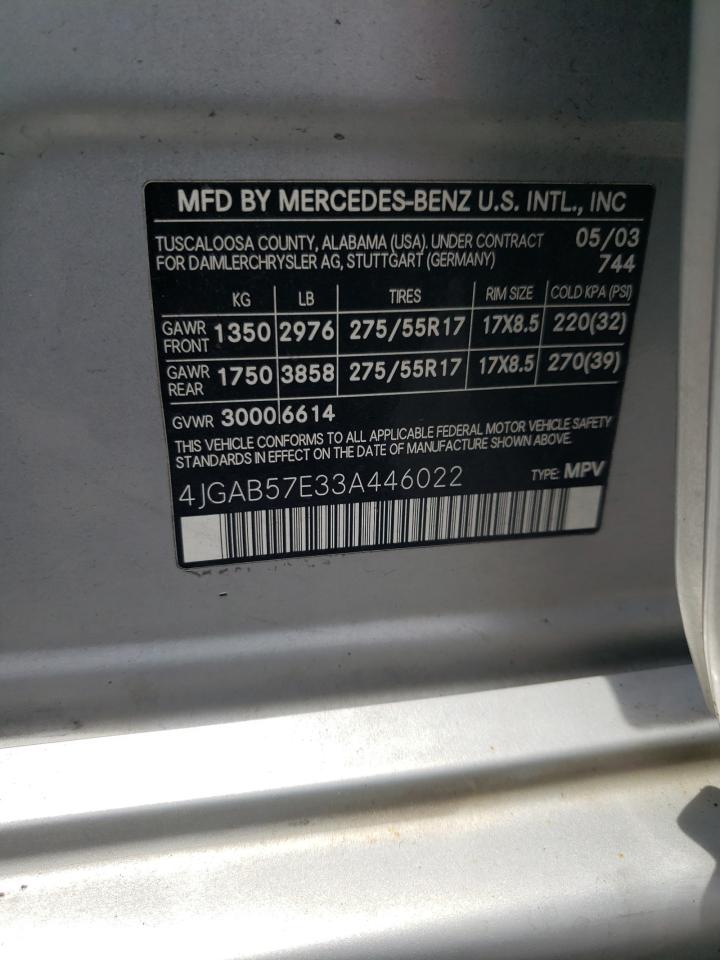 MFD BY MERCEDES-BENZ U.S. INTL., INC
TUSCALOOSA COUNTY, ALABAMA (USA). UNDER CONTRACT 05/03
FOR DAIMLERCHRYSLER AG, STUTTGART (GERMANY) 744
KG LB TIRES RIM SIZE COLD KPA (PSI)
GAWR FRONT 1350 2976 275/55R17 17X8.5 220(32)
GAWR REAR 1750 3858 275/55R17 17X8.5 270(39)
GVWR 3000 6614
THIS VEHICLE CONFORMS TO ALL APPLICABLE FEDERAL MOTOR VEHICLE SAFETY
STANDARDS IN EFFECT ON THE DATE OF MANUFACTURE SHOWN ABOVE.
4JGAB57E33A446022 TYPE: MPV